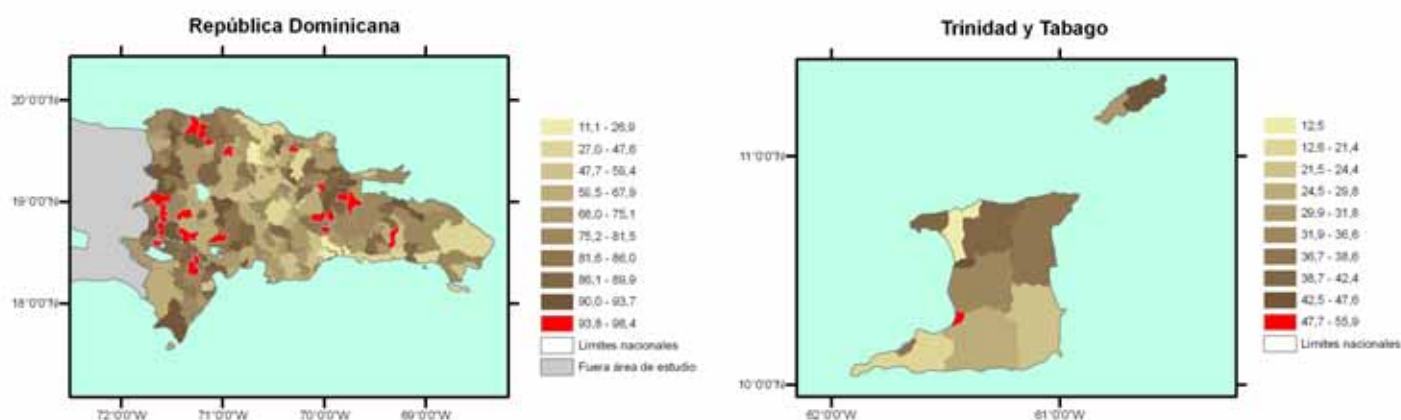 República Dominicana
20°0'0"N
19°0'0"N
18°0'0"N
72°0'0"W
71°0'0"W
70°0'0"W
69°0'0"W
11,1 - 26,9
27,0 - 47,6
47,7 - 59,4
59,5 - 67,9
68,0 - 75,1
75,2 - 81,5
81,6 - 86,0
86,1 - 89,9
90,0 - 93,7
93,8 - 98,4
Límites nacionales
Fuera área de estudio
Trinidad y Tabago
11°0'0"N
10°0'0"N
62°0'0"W
61°0'0"W
12,5
12,6 - 21,4
21,5 - 24,4
24,5 - 29,8
29,9 - 31,8
31,9 - 36,6
36,7 - 38,6
38,7 - 42,4
42,5 - 47,6
47,7 - 55,9
Límites nacionales